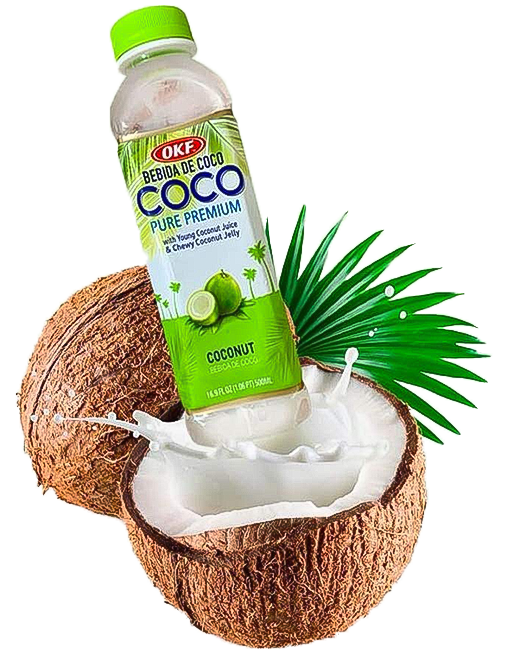 OKF
BEBIDA DE COCO
COCO
PURE PREMIUM
with Young Coconut Juice
& Chewy Coconut Jelly
COCONUT
BEBIDA DE COCO
16.9 FL OZ (1.06 PT) 500ML